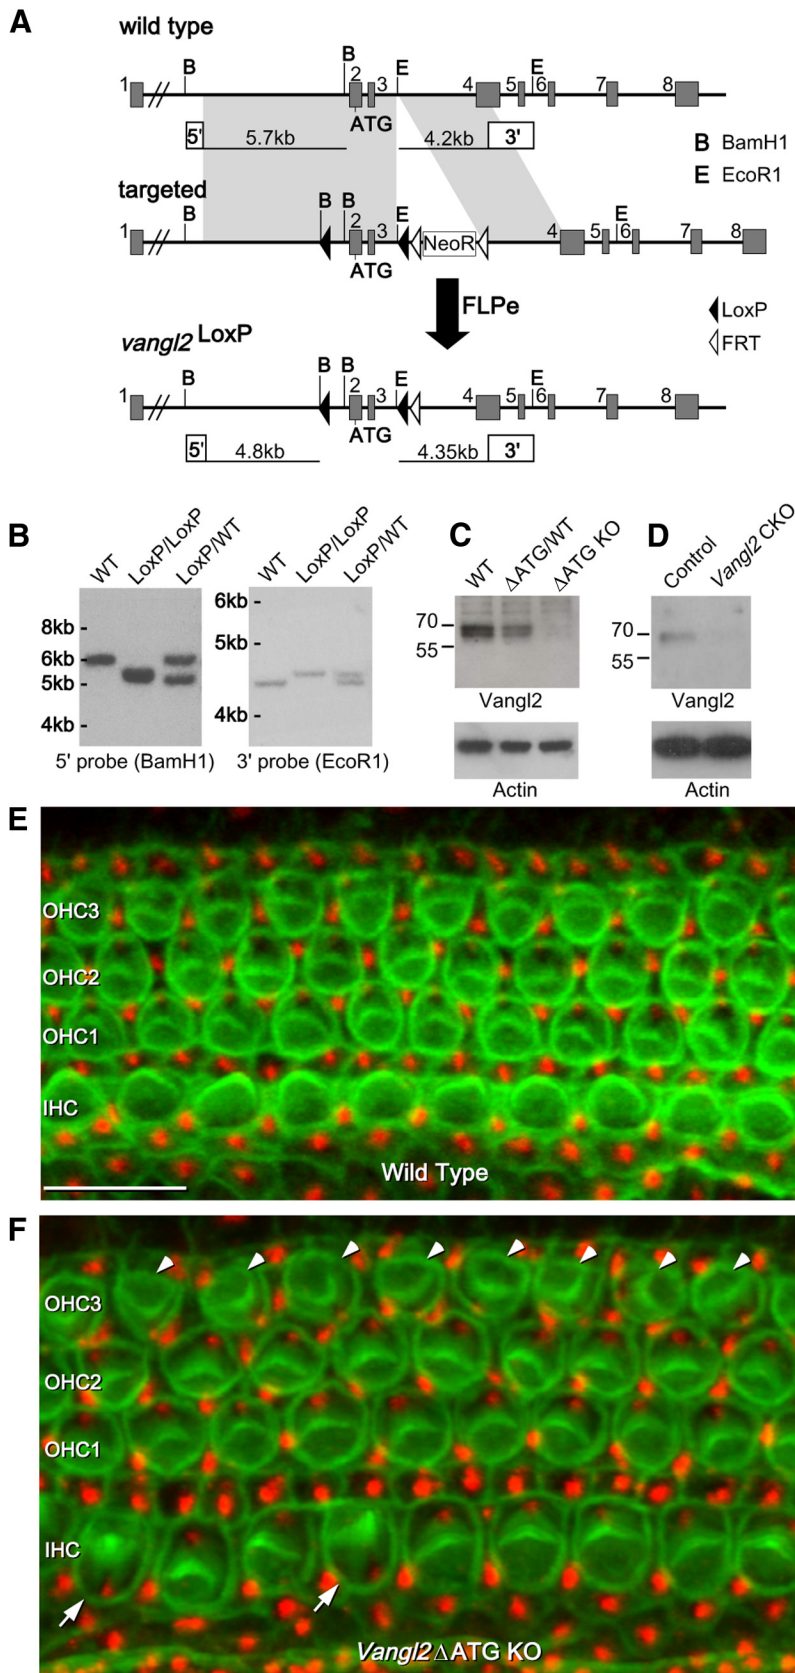 A
wild type
1 B B 2 3 E 4 5 E 6 7 8
ATG
5' 5.7kb 4.2kb 3'
B BamH1
E EcoR1
targeted
1 B B B 2 3 E NeoR 4 5 E 6 7 8
ATG
FLPe
LoxP
FRT
vangl2 LoxP
1 B B B 2 3 E 4 5 E 6 7 8
ATG
5' 4.8kb 4.35kb 3'
B
WT LoxP/LoxP LoxP/WT
8kb
6kb
5kb
4kb
5' probe (BamH1)
WT LoxP/LoxP LoxP/WT
6kb
5kb
4kb
3' probe (EcoR1)
C
WT ΔATG/WT ΔATG KO
70
55
Vangl2
Actin
D
Control Vangl2 CKO
70
55
Vangl2
Actin
E
OHC3
OHC2
OHC1
IHC
Wild Type
F
OHC3
OHC2
OHC1
IHC
Vangl2 ΔATG KO